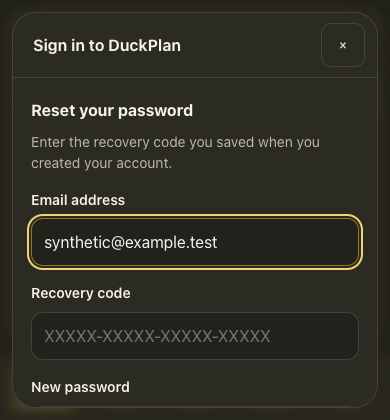 Sign in to DuckPlan
×
Reset your password
Enter the recovery code you saved when you
created your account.
Email address
synthetic@example.test
Recovery code
XXXXX-XXXXX-XXXXX-XXXXX
New password